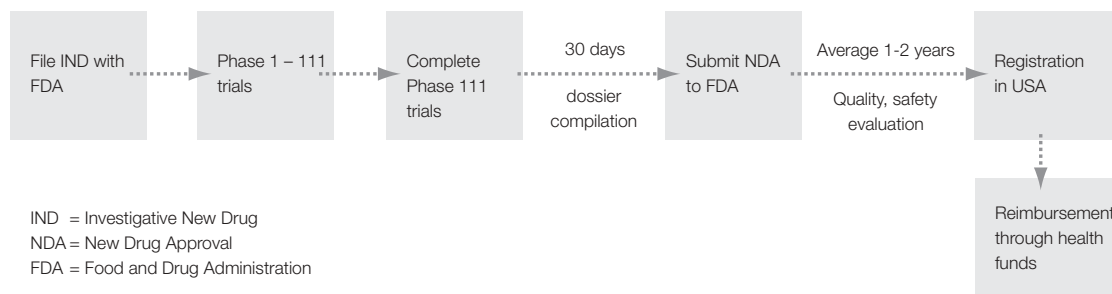 File IND with
FDA
Phase 1 – 111
trials
Complete
Phase 111
trials
30 days
dossier
compilation
Submit NDA
to FDA
Average 1-2 years
Quality, safety
evaluation
Registration
in USA
Reimbursement
through health
funds
IND = Investigative New Drug
NDA = New Drug Approval
FDA = Food and Drug Administration